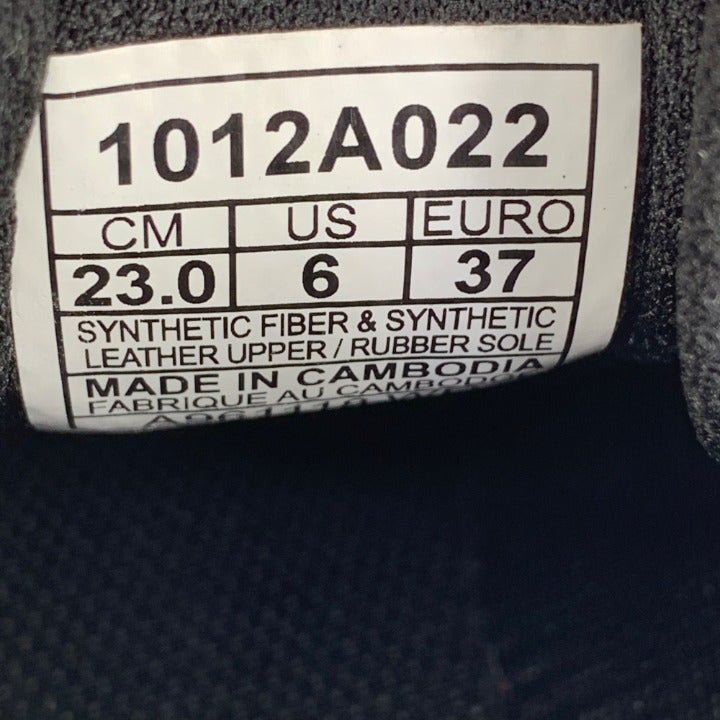 1012A022
CM US EURO
23.0 6 37
SYNTHETIC FIBER & SYNTHETIC
LEATHER UPPER / RUBBER SOLE
MADE IN CAMBODIA
FABRIQUE AU